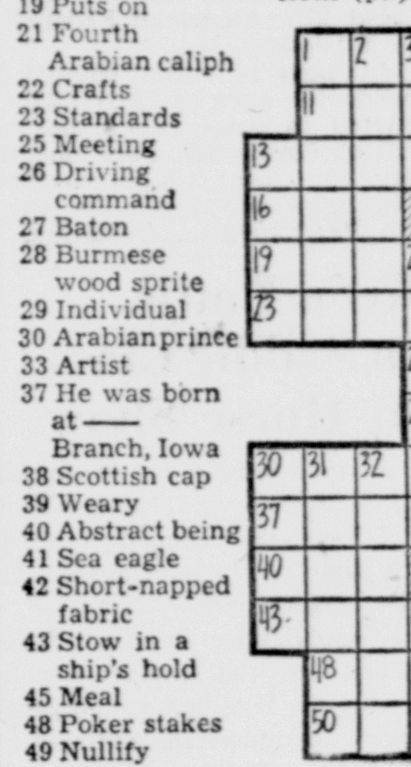 19 Puts on
21 Fourth
Arabian caliph
22 Crafts
23 Standards
25 Meeting
26 Driving
command
27 Baton
28 Burmese
wood sprite
29 Individual
30 Arabian prince
33 Artist
37 He was born
at —
Branch, Iowa
38 Scottish cap
39 Weary
40 Abstract being
41 Sea eagle
42 Short-napped
fabric
43 Stow in a
ship's hold
45 Meal
48 Poker stakes
49 Nullify
1 2 3
11
13
16
19
23
30 31 32
37
40
43
48
50